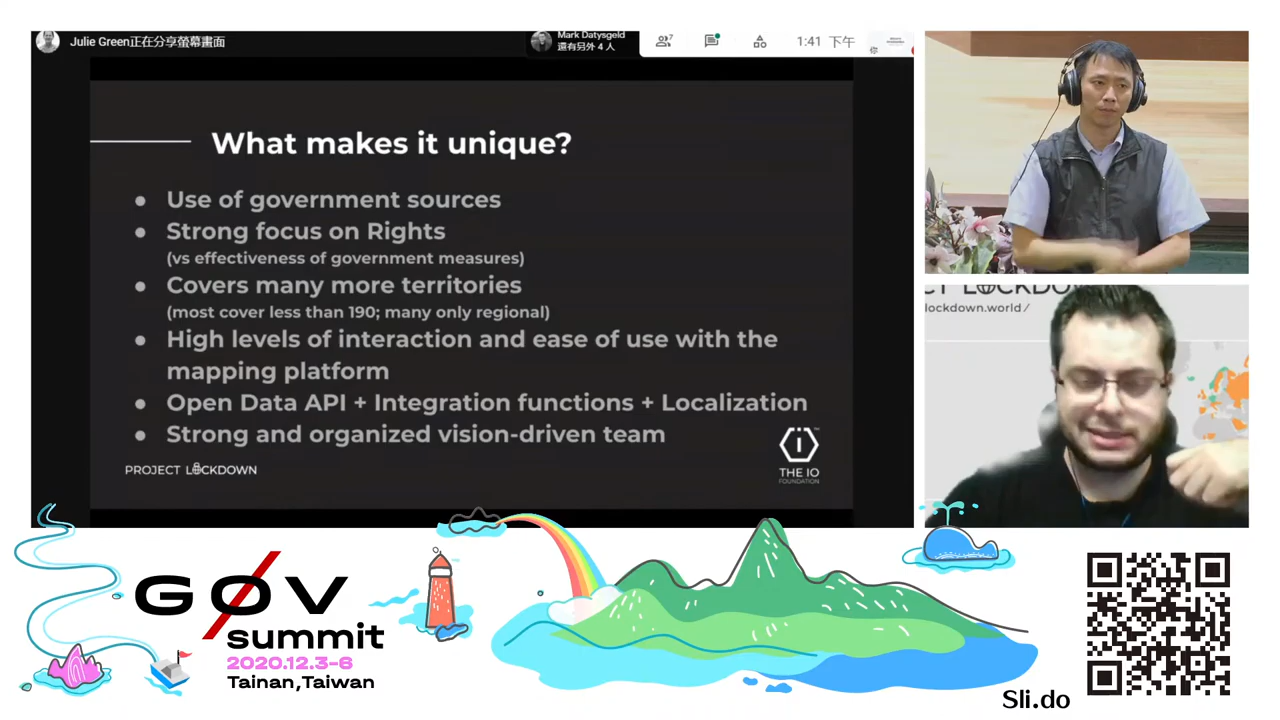 Julie Green正在分享螢幕畫面
Mark Datysgeld
還有另外 4 人
7
1:41 下午
你
What makes it unique?
● Use of government sources
● Strong focus on Rights
(vs effectiveness of government measures)
● Covers many more territories
(most cover less than 190; many only regional)
● High levels of interaction and ease of use with the
mapping platform
● Open Data API + Integration functions + Localization
● Strong and organized vision-driven team
PROJECT LOCKDOWN
THE IO
FOUNDATION
CT LOCKDOW
lockdown.world/
GØV
summit
2020.12.3-6
Tainan,Taiwan
Sli.do